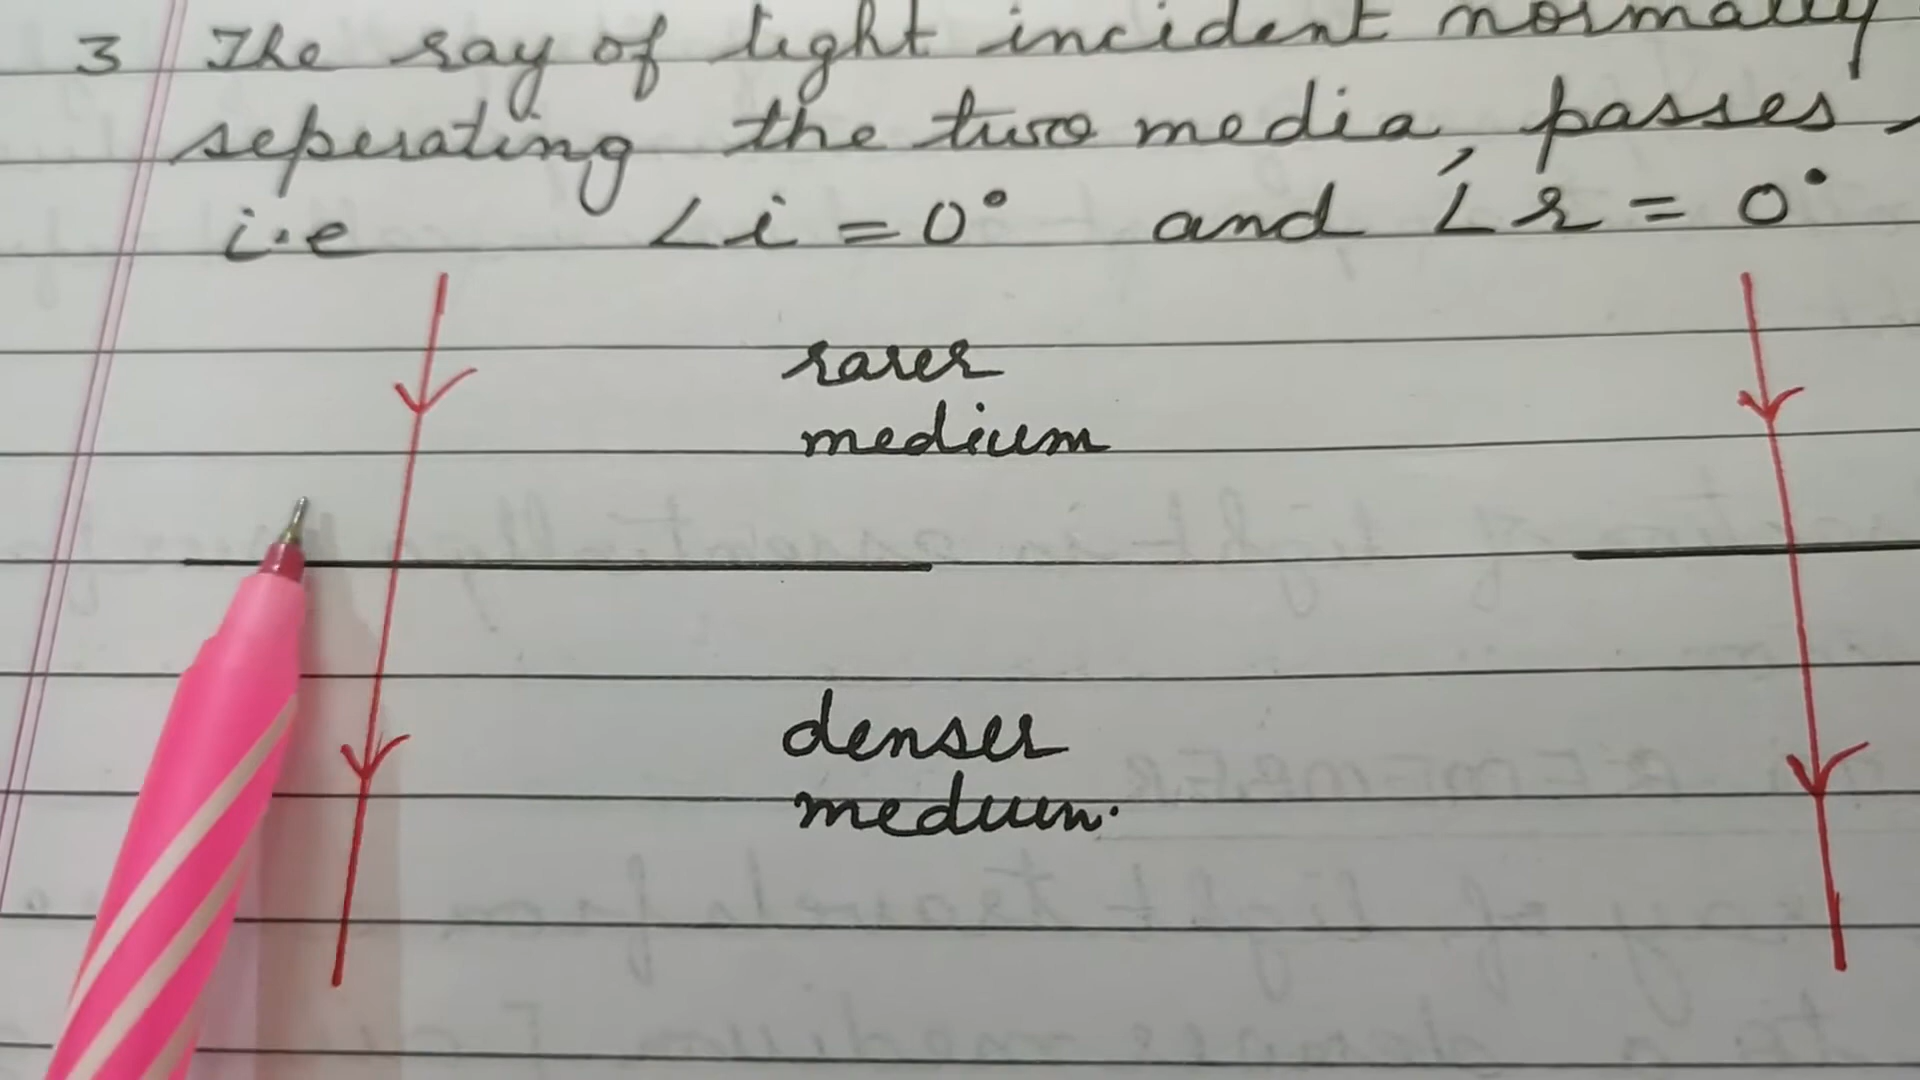 3 The ray of light incident normally
seperating the two media, passes
i.e ∠i = 0° and ∠r = 0°
rarer
medium
denser
medium.